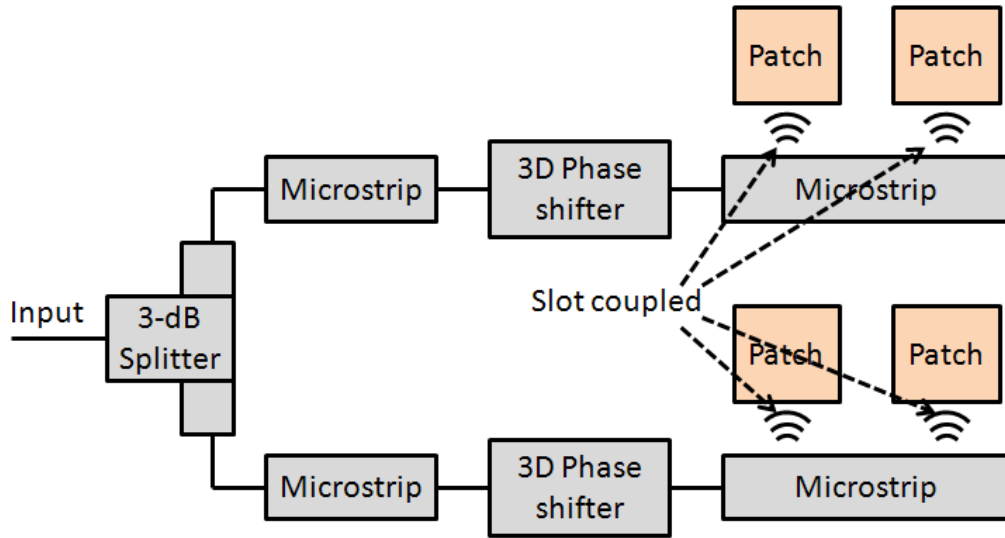 Patch
Patch
Microstrip
3D Phase
shifter
Microstrip
Input
3-dB
Splitter
Slot coupled
Patch
Patch
Microstrip
3D Phase
shifter
Microstrip